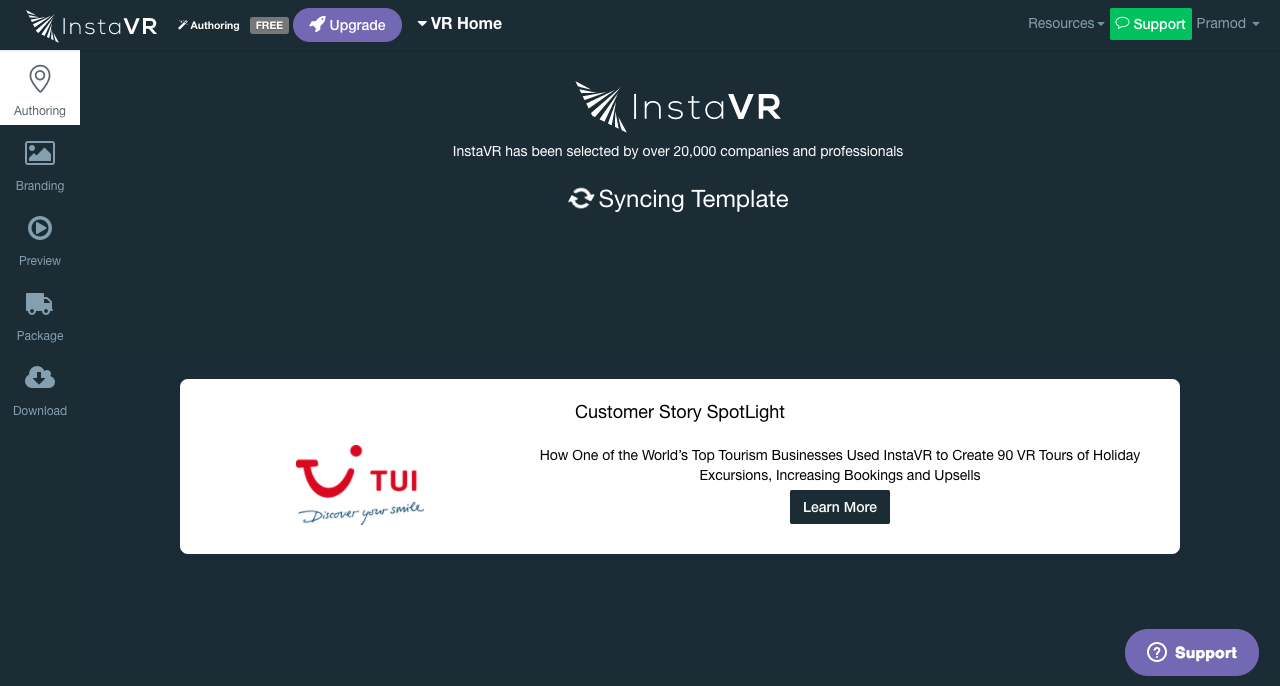 InstaVR Authoring FREE Upgrade VR Home Resources Support Pramod
Authoring
Branding
Preview
Package
Download
InstaVR
InstaVR has been selected by over 20,000 companies and professionals
Syncing Template
Customer Story SpotLight
TUI
Discover your smile
How One of the World’s Top Tourism Businesses Used InstaVR to Create 90 VR Tours of Holiday
Excursions, Increasing Bookings and Upsells
Learn More
Support